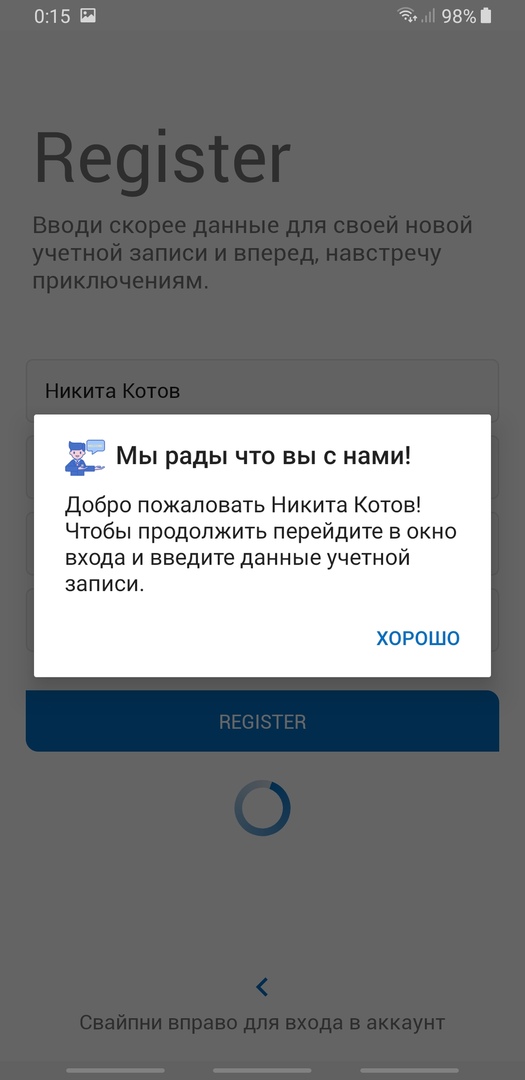 0:15
98%
Register
Вводи скорее данные для своей новой
учетной записи и вперед, навстречу
приключениям.
Никита Котов
Мы рады что вы с нами!
Добро пожаловать Никита Котов!
Чтобы продолжить перейдите в окно
входа и введите данные учетной
записи.
ХОРОШО
REGISTER
Свайпни вправо для входа в аккаунт